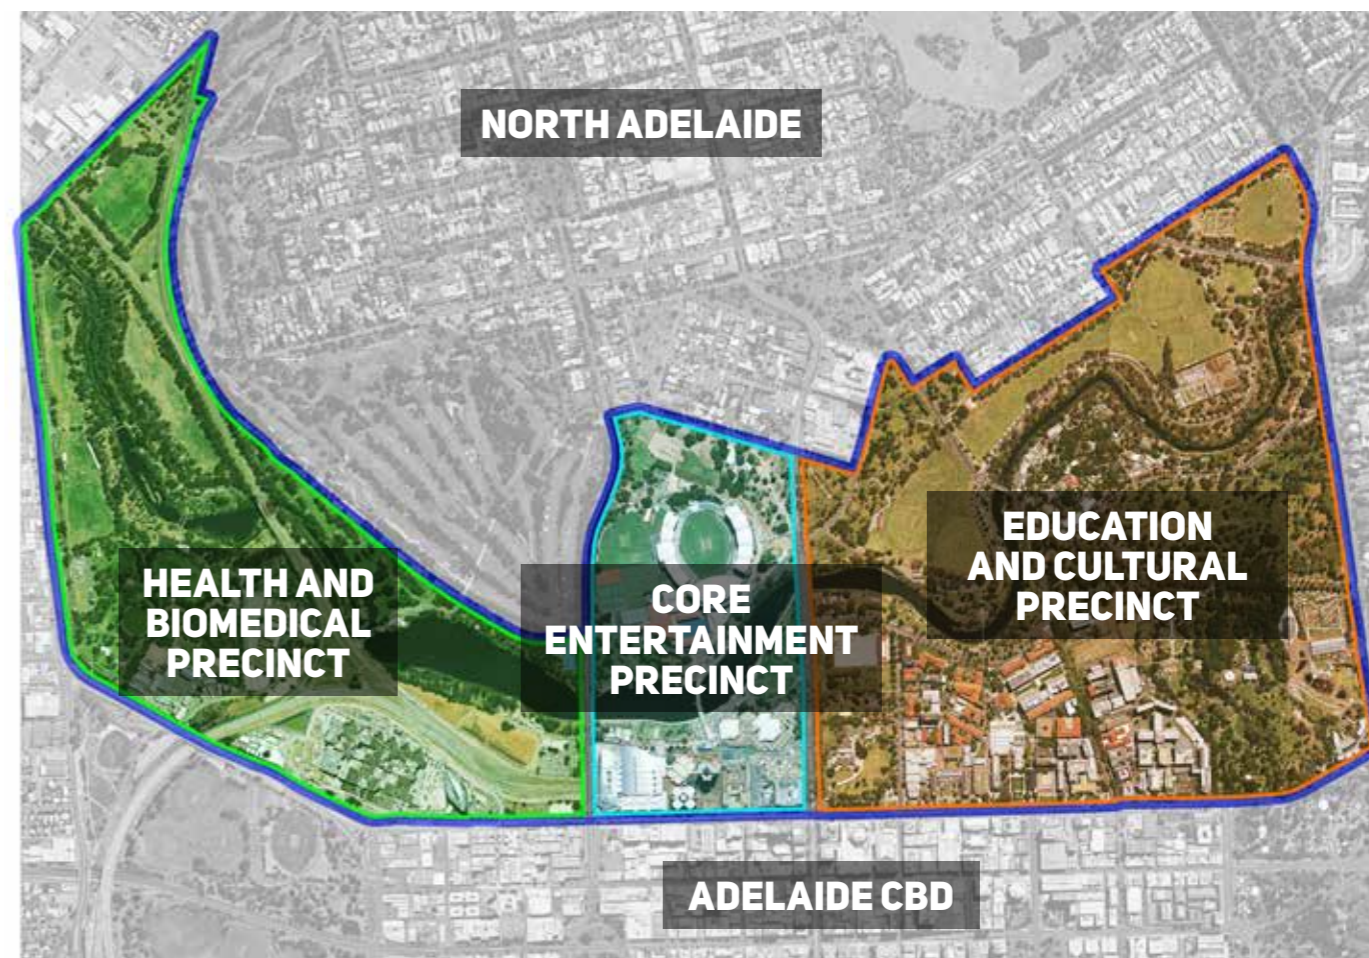 NORTH ADELAIDE
HEALTH AND
BIOMEDICAL
PRECINCT
CORE
ENTERTAINMENT
PRECINCT
EDUCATION
AND CULTURAL
PRECINCT
ADELAIDE CBD